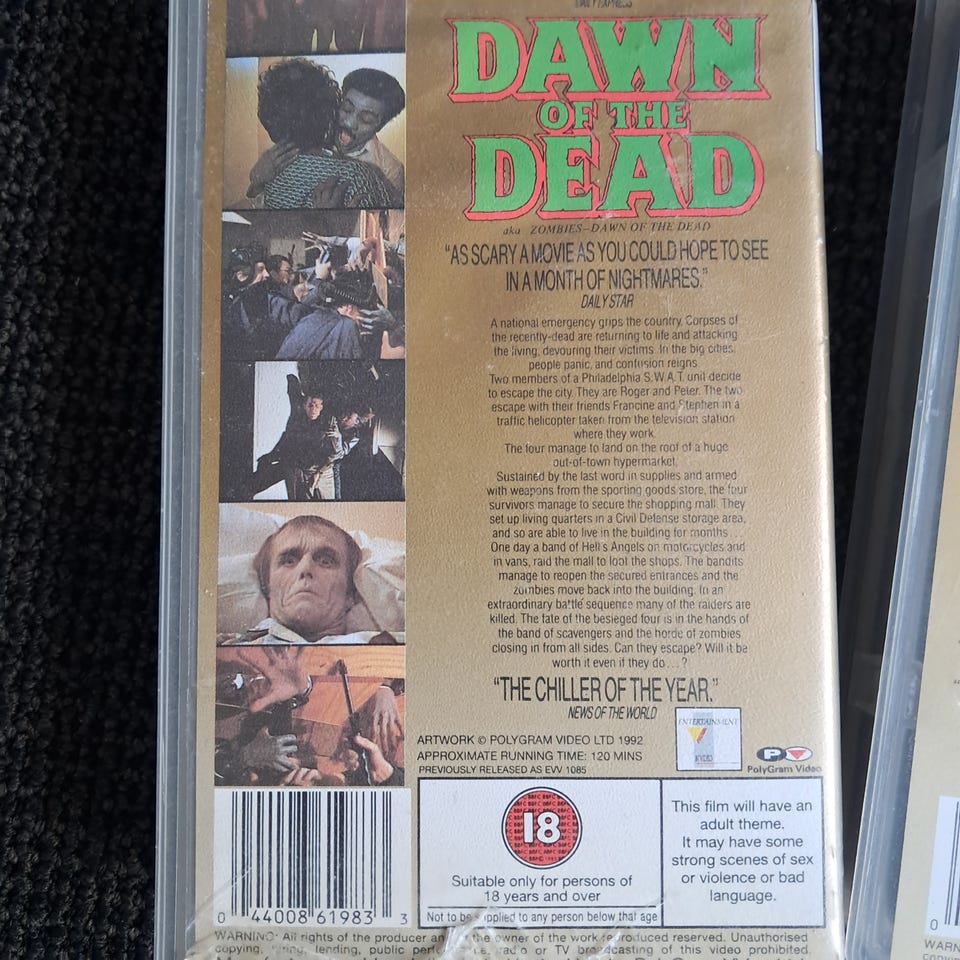 DAWN
OF THE
DEAD
aka ZOMBIES–DAWN OF THE DEAD
“AS SCARY A MOVIE AS YOU COULD HOPE TO SEE
IN A MONTH OF NIGHTMARES.”
DAILY STAR
A national emergency grips the country. Corpses of
the recently-dead are returning to life and attacking
the living, devouring their victims. In the big cities,
people panic, and confusion reigns.
Two members of a Philadelphia S.W.A.T. unit decide
to escape the city. They are Roger and Peter. The two
escape with their friends Francine and Stephen in a
traffic helicopter taken from the television station
where they work.
The four manage to land on the roof of a huge
out-of-town hypermarket.
Sustained by the last word in supplies and armed
with weapons from the sporting goods store, the four
survivors manage to secure the shopping mall. They
set up living quarters in a Civil Defense storage area,
and so are able to live in the building for months...
One day a band of Hell's Angels on motorcycles and
in vans, raid the mall to loot the shops. The bandits
manage to reopen the secured entrances and the
zombies move back into the building. In an
extraordinary battle sequence many of the raiders are
killed. The fate of the besieged four is in the hands of
the band of scavengers and the horde of zombies
closing in from all sides. Can they escape? Will it be
worth it even if they do...?
“THE CHILLER OF THE YEAR.”
NEWS OF THE WORLD
ENTERTAINMENT
IN VIDEO
ARTWORK © POLYGRAM VIDEO LTD 1992
APPROXIMATE RUNNING TIME: 120 MINS
PREVIOUSLY RELEASED AS EVV 1085
P
PolyGram Video
18
Suitable only for persons of
18 years and over
Not to be supplied to any person below that age
This film will have an
adult theme.
It may have some
strong scenes of sex
or violence or bad
language.
0 44008 61983 3
0
WARNING: All rights of the producer and the owner of the work reproduced reserved. Unauthorised
copying, hiring, lending, public performance, radio or TV broadcasting of this video prohibited.
WARN